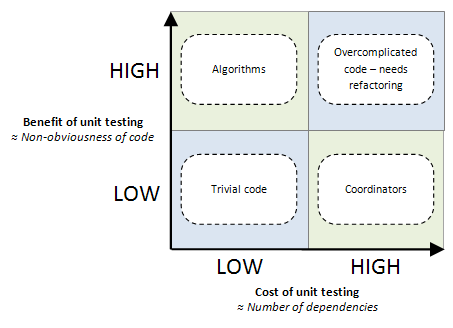 HIGH
Algorithms
Overcomplicated
code – needs
refactoring
Benefit of unit testing
≈ Non-obviousness of code
LOW
Trivial code
Coordinators
LOW
HIGH
Cost of unit testing
≈ Number of dependencies